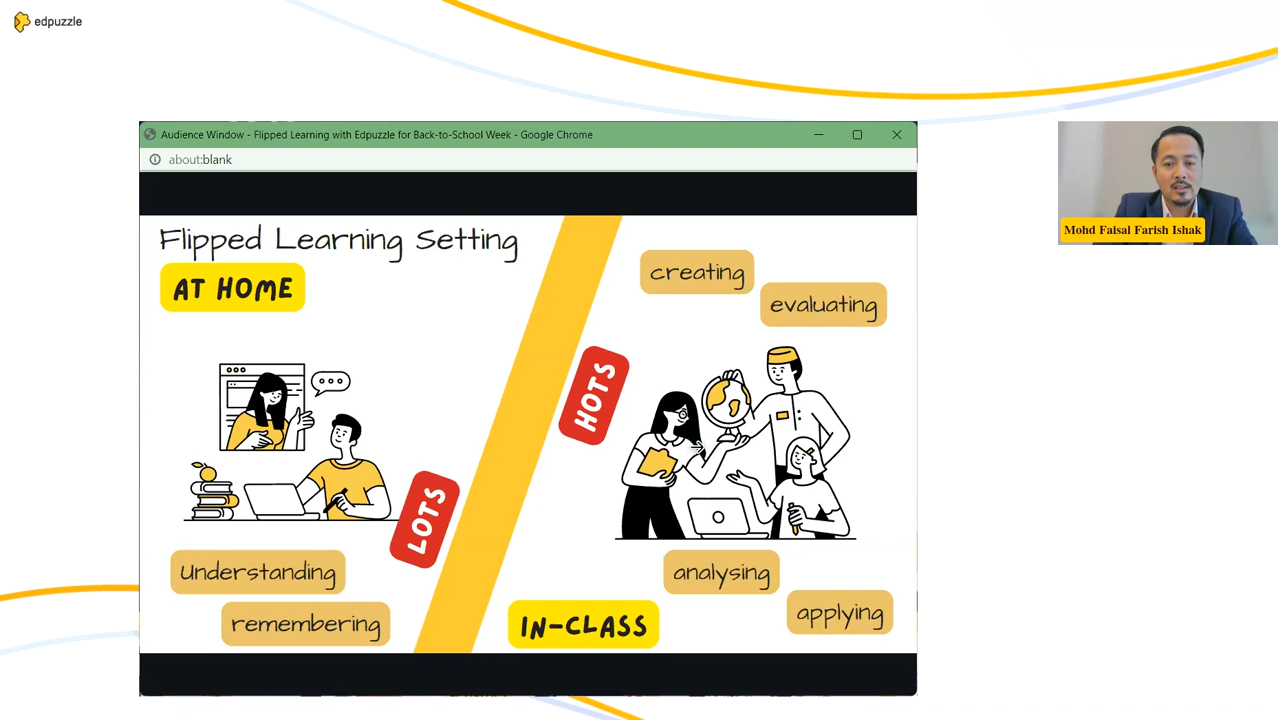 edpuzzle
Audience Window - Flipped Learning with Edpuzzle for Back-to-School Week - Google Chrome
about:blank
Flipped Learning Setting
AT HOME
LOTS
Understanding
remembering
creating
evaluating
HOTS
analysing
applying
IN-CLASS
Mohd Faisal Farish Ishak